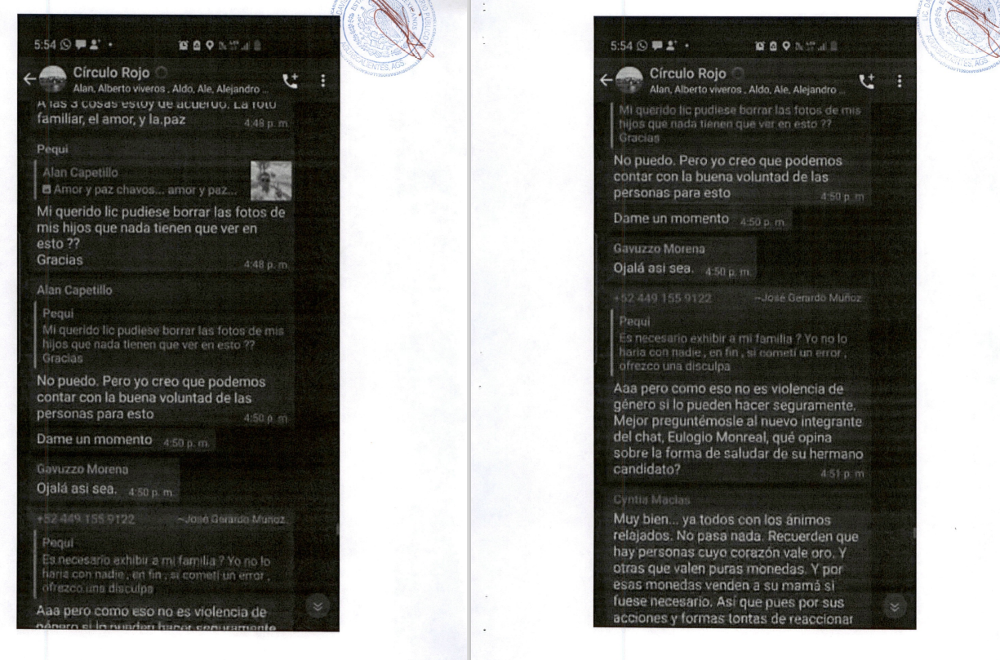 5:54
Círculo Rojo
Alan, Alberto viveros , Aldo, Ale, Alejandro ...
A las 3 cosas estoy de acuerdo. La foto
familiar, el amor, y la.paz 4:48 p. m.
Pequi
Alan Capetillo
Amor y paz chavos... amor y paz...
Mi querido lic pudiese borrar las fotos de
mis hijos que nada tienen que ver en
esto ??
Gracias 4:48 p. m.
Alan Capetillo
Pequi
Mi querido lic pudiese borrar las fotos de mis
hijos que nada tienen que ver en esto ??
Gracias
No puedo. Pero yo creo que podemos
contar con la buena voluntad de las
personas para esto 4:50 p. m
Dame un momento 4:50 p. m.
Gavuzzo Morena
Ojalá asi sea. 4:50 p. m.
+52 449 155 9122 ~José Gerardo Muñoz
Pequi
Es necesario exhibir a mi familia ? Yo no lo
haria con nadie , en fin , si cometí un error ,
ofrezco una disculpa
Aaa pero como eso no es violencia de
género si lo pueden hacer seguramente
AGUASCALIENTES, AGS.
5:54
Círculo Rojo
Alan, Alberto viveros , Aldo, Ale, Alejandro ...
Mi querido lic pudiese borrar las fotos de mis
hijos que nada tienen que ver en esto ??
Gracias
No puedo. Pero yo creo que podemos
contar con la buena voluntad de las
personas para esto 4:50 p. m
Dame un momento 4:50 p. m.
Gavuzzo Morena
Ojalá asi sea. 4:50 p. m.
+52 449 155 9122 ~José Gerardo Muñoz
Pequi
Es necesario exhibir a mi familia ? Yo no lo
haria con nadie , en fin , si cometí un error ,
ofrezco una disculpa
Aaa pero como eso no es violencia de
género si lo pueden hacer seguramente.
Mejor preguntémosle al nuevo integrante
del chat, Eulogio Monreal, qué opina
sobre la forma de saludar de su hermano
candidato? 4:51 p. m
Cyntia Macias
Muy bien... ya todos con los ánimos
relajados. No pasa nada. Recuerden que
hay personas cuyo corazón vale oro. Y
otras que valen puras monedas. Y por
esas monedas venden a su mamá si
fuese necesario. Así que pues por sus
acciones y formas tontas de reaccionar
AGUASCALIENTES, AGS.